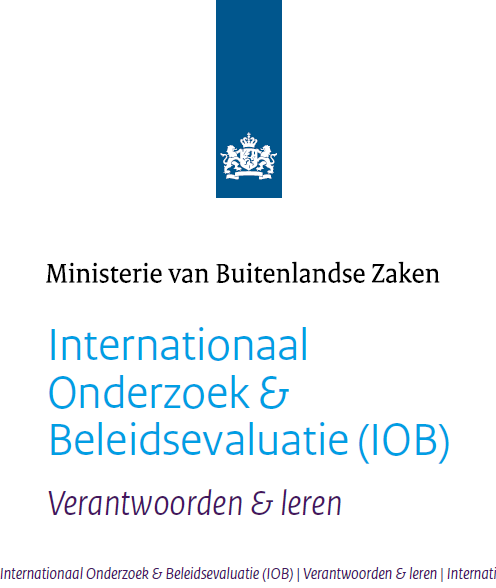 Ministerie van Buitenlandse Zaken
Internationaal
Onderzoek &
Beleidsevaluatie (IOB)
Verantwoorden & leren
Internationaal Onderzoek & Beleidsevaluatie (IOB) | Verantwoorden & leren | Internati